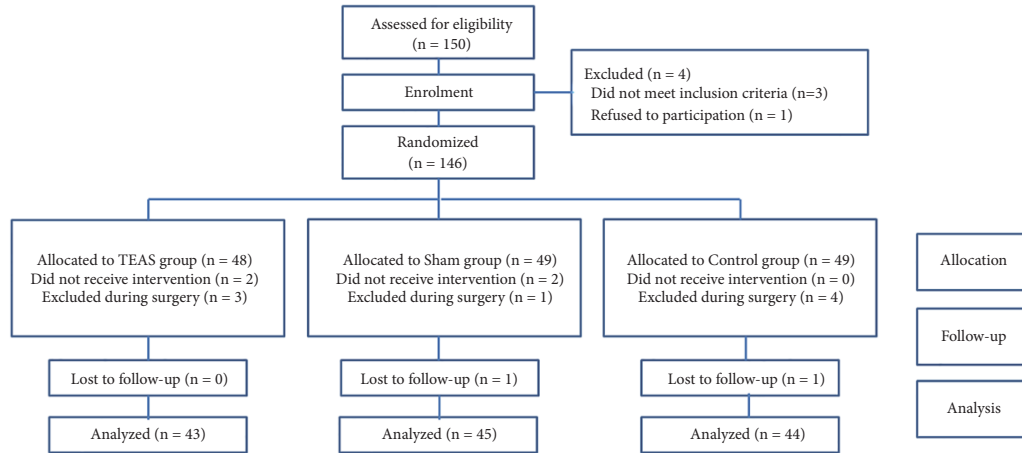 Assessed for eligibility
(n = 150)
Enrolment
Excluded (n = 4)
Did not meet inclusion criteria (n=3)
Refused to participation (n = 1)
Randomized
(n = 146)
Allocated to TEAS group (n = 48)
Did not receive intervention (n = 2)
Excluded during surgery (n = 3)
Allocated to Sham group (n = 49)
Did not receive intervention (n = 2)
Excluded during surgery (n = 1)
Allocated to Control group (n = 49)
Did not receive intervention (n = 0)
Excluded during surgery (n = 4)
Allocation
Lost to follow-up (n = 0)
Lost to follow-up (n = 1)
Lost to follow-up (n = 1)
Follow-up
Analyzed (n = 43)
Analyzed (n = 45)
Analyzed (n = 44)
Analysis